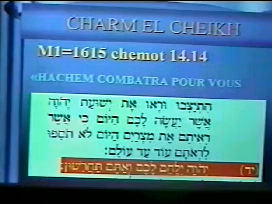 CHARM EL CHEIKH
M1=1615 chemot 14.14
«HACHEM COMBATRA POUR VOUS
התיצבו וראו את ישועת יהוה
אשר יעשה לכם היום כי אשר
ראיתם את מצרים היום לא תספו
לראתם עוד עד עולם:
(יד) יהוה ילחם לכם ואתם תחרשון: